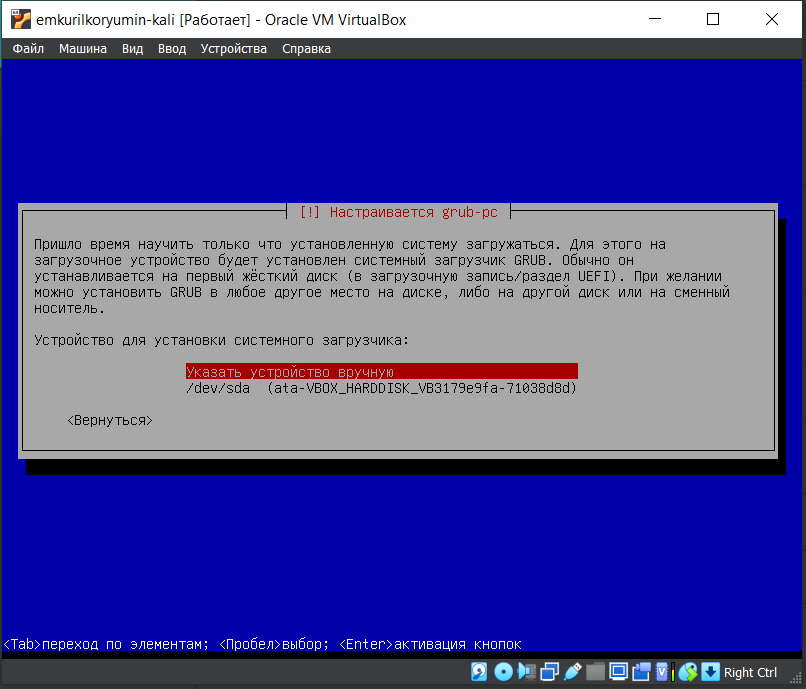 emkurilkoryumin-kali [Работает] - Oracle VM VirtualBox
Файл Машина Вид Ввод Устройства Справка
[!] Настраивается grub-pc
Пришло время научить только что установленную систему загружаться. Для этого на
загрузочное устройство будет установлен системный загрузчик GRUB. Обычно он
устанавливается на первый жёсткий диск (в загрузочную запись/раздел UEFI). При желании
можно установить GRUB в любое другое место на диске, либо на другой диск или на сменный
носитель.
Устройство для установки системного загрузчика:
Указать устройство вручную
/dev/sda (ata-VBOX_HARDDISK_VB3179e9fa-71038d8d)
<Вернуться>
<Tab>переход по элементам; <Пробел>выбор; <Enter>активация кнопок
Right Ctrl